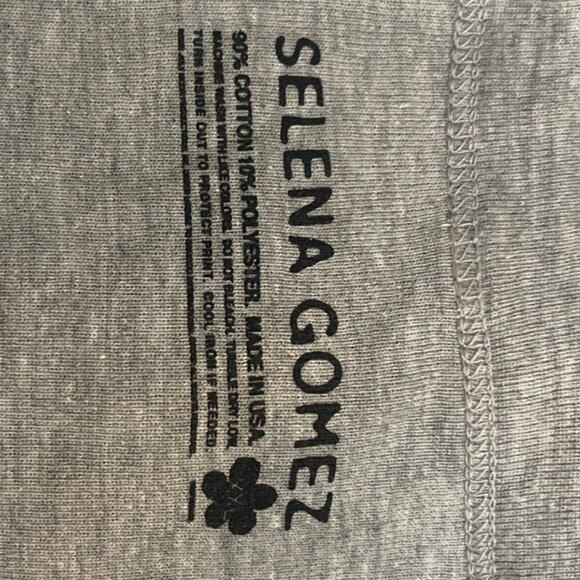 SELENA GOMEZ
90% COTTON 10% POLYESTER. MADE IN USA.
MACHINE WASH WITH LIKE COLORS. DO NOT BLEACH. TUMBLE DRY LOW.
TURN INSIDE OUT TO PROTECT PRINT. COOL IRON IF NEEDED.